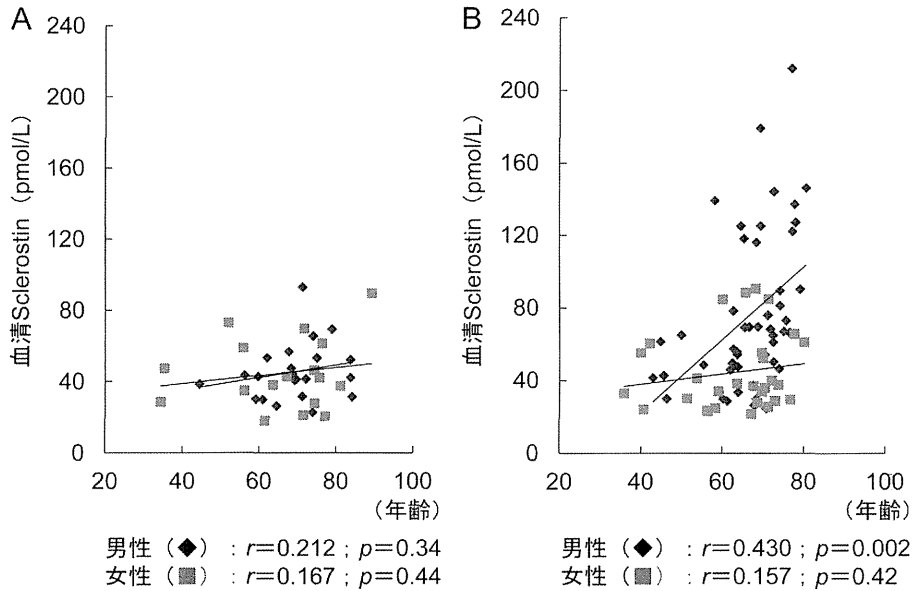 A
血清Sclerostin（pmol/L）
240
200
160
120
80
40
0
20 40 60 80 100
（年齢）
男性（◆）：r＝0.212；p＝0.34
女性（■）：r＝0.167；p＝0.44
B
血清Sclerostin（pmol/L）
240
200
160
120
80
40
0
20 40 60 80 100
（年齢）
男性（◆）：r＝0.430；p＝0.002
女性（■）：r＝0.157；p＝0.42